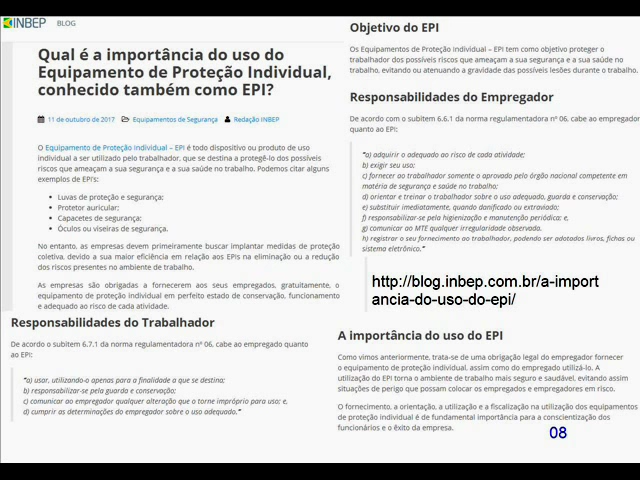 INBEP BLOG
Qual é a importância do uso do
Equipamento de Proteção Individual,
conhecido também como EPI?
11 de outubro de 2017 Equipamentos de Segurança Redação INBEP
O Equipamento de Proteção Individual – EPI é todo dispositivo ou produto de uso
individual a ser utilizado pelo trabalhador, que se destina a protegê-lo dos possíveis
riscos que ameaçam a sua segurança e a sua saúde no trabalho. Podemos citar alguns
exemplos de EPI's:
Luvas de proteção e segurança;
Protetor auricular;
Capacetes de segurança;
Óculos ou viseiras de segurança.
No entanto, as empresas devem primeiramente buscar implantar medidas de proteção
coletiva, devido a sua maior eficiência em relação aos EPIs na eliminação ou a redução
dos riscos presentes no ambiente de trabalho.
As empresas são obrigadas a fornecerem aos seus empregados, gratuitamente, o
equipamento de proteção individual em perfeito estado de conservação, funcionamento
e adequado ao risco de cada atividade.
Responsabilidades do Trabalhador
De acordo com o subitem 6.7.1 da norma regulamentadora nº 06, cabe ao empregado quanto
ao EPI:
"a) usar, utilizando-o apenas para a finalidade a que se destina;
b) responsabilizar-se pela guarda e conservação;
c) comunicar ao empregador qualquer alteração que o torne impróprio para uso; e,
d) cumprir as determinações do empregador sobre o uso adequado."
Objetivo do EPI
Os Equipamentos de Proteção individual – EPI tem como objetivo proteger o
trabalhador dos possíveis riscos que ameaçam a sua segurança e a sua saúde no
trabalho, evitando ou atenuando a gravidade das possíveis lesões durante o trabalho.
Responsabilidades do Empregador
De acordo com o subitem 6.6.1 da norma regulamentadora nº 06, cabe ao empregador
quanto ao EPI:
"a) adquirir o adequado ao risco de cada atividade;
b) exigir seu uso;
c) fornecer ao trabalhador somente o aprovado pelo órgão nacional competente em
matéria de segurança e saúde no trabalho;
d) orientar e treinar o trabalhador sobre o uso adequado, guarda e conservação;
e) substituir imediatamente, quando danificado ou extraviado;
f) responsabilizar-se pela higienização e manutenção periódica; e,
g) comunicar ao MTE qualquer irregularidade observada.
h) registrar o seu fornecimento ao trabalhador, podendo ser adotados livros, fichas ou
sistema eletrônico."
http://blog.inbep.com.br/a-import
ancia-do-uso-do-epi/
A importância do uso do EPI
Como vimos anteriormente, trata-se de uma obrigação legal do empregador fornecer
o equipamento de proteção individual, assim como do empregado utilizá-lo. A
utilização do EPI torna o ambiente de trabalho mais seguro e saudável, evitando assim
situações de perigo que possam colocar os empregados e empregadores em risco.
O fornecimento, a orientação, a utilização e a fiscalização na utilização dos equipamentos
de proteção individual é de fundamental importância para a conscientização dos
funcionários e o êxito da empresa.
08